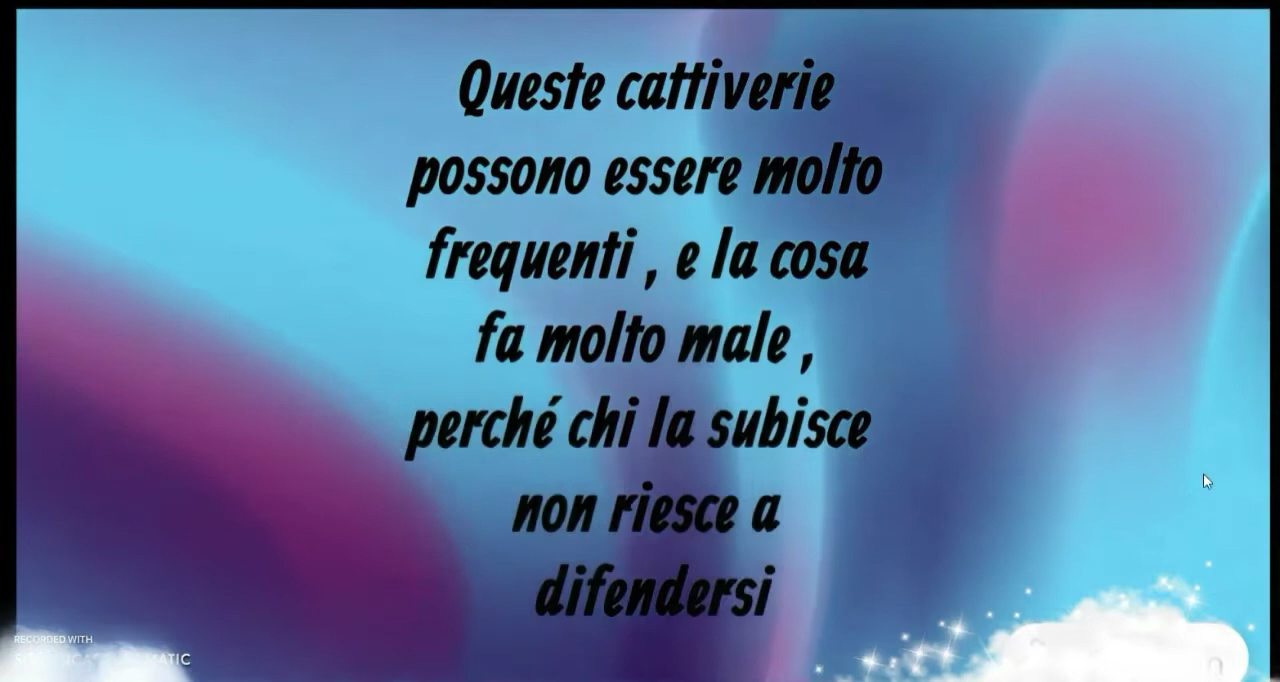 Queste cattiverie
possono essere molto
frequenti , e la cosa
fa molto male ,
perché chi la subisce
non riesce a
difendersi
RECORDED WITH